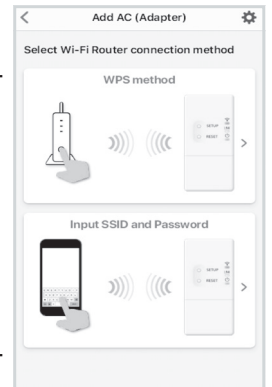 Add AC (Adapter)
Select Wi-Fi Router connection method
WPS method
SETUP
RESET
Input SSID and Password
SETUP
RESET